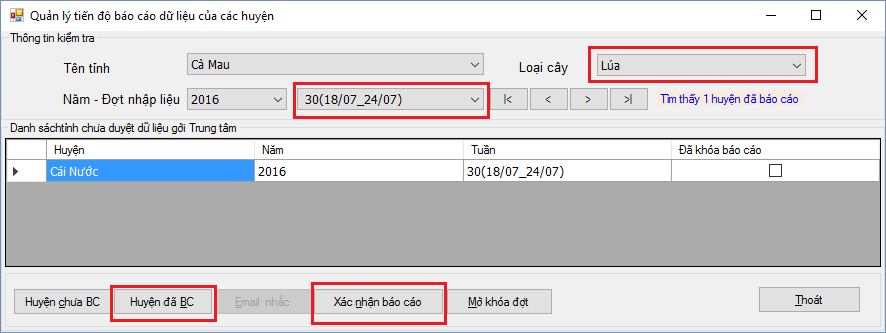 Quản lý tiến độ báo cáo dữ liệu của các huyện
Thông tin kiểm tra
Tên tỉnh Cà Mau Loại cây Lúa
Năm - Đợt nhập liệu 2016 30(18/07_24/07) |< < > >| Tìm thấy 1 huyện đã báo cáo
Danh sáchtỉnh chưa duyệt dữ liệu gởi Trung tâm
Huyện Năm Tuần Đã khóa báo cáo
Cái Nước 2016 30(18/07_24/07)
Huyện chưa BC Huyện đã BC Email nhắc Xác nhận báo cáo Mở khóa đợt Thoát